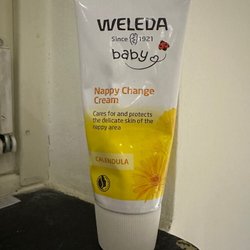 WELEDA
Since 1921
baby
Nappy Change
Cream
Cares for and protects
the delicate skin of the
nappy area
CALENDULA